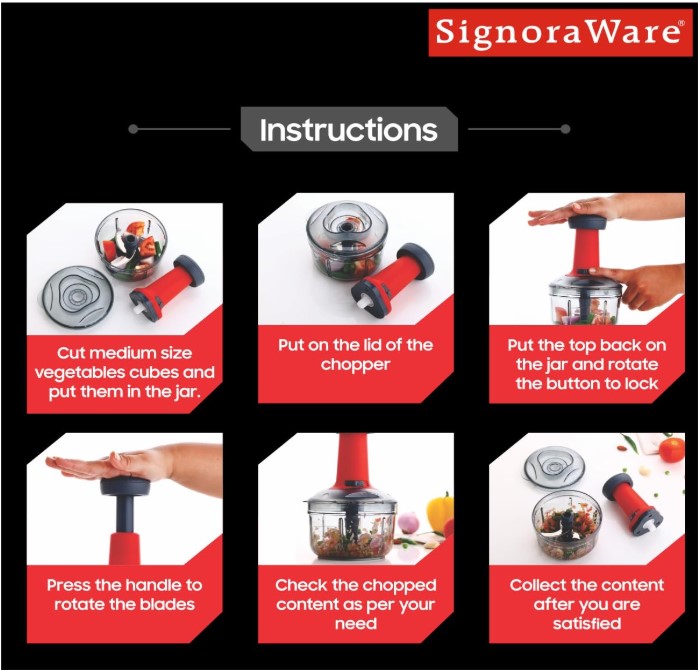 SignoraWare®
Instructions
Cut medium size
vegetables cubes and
put them in the jar.
Put on the lid of the
chopper
Put the top back on
the jar and rotate
the button to lock
Press the handle to
rotate the blades
Check the chopped
content as per your
need
Collect the content
after you are
satisfied